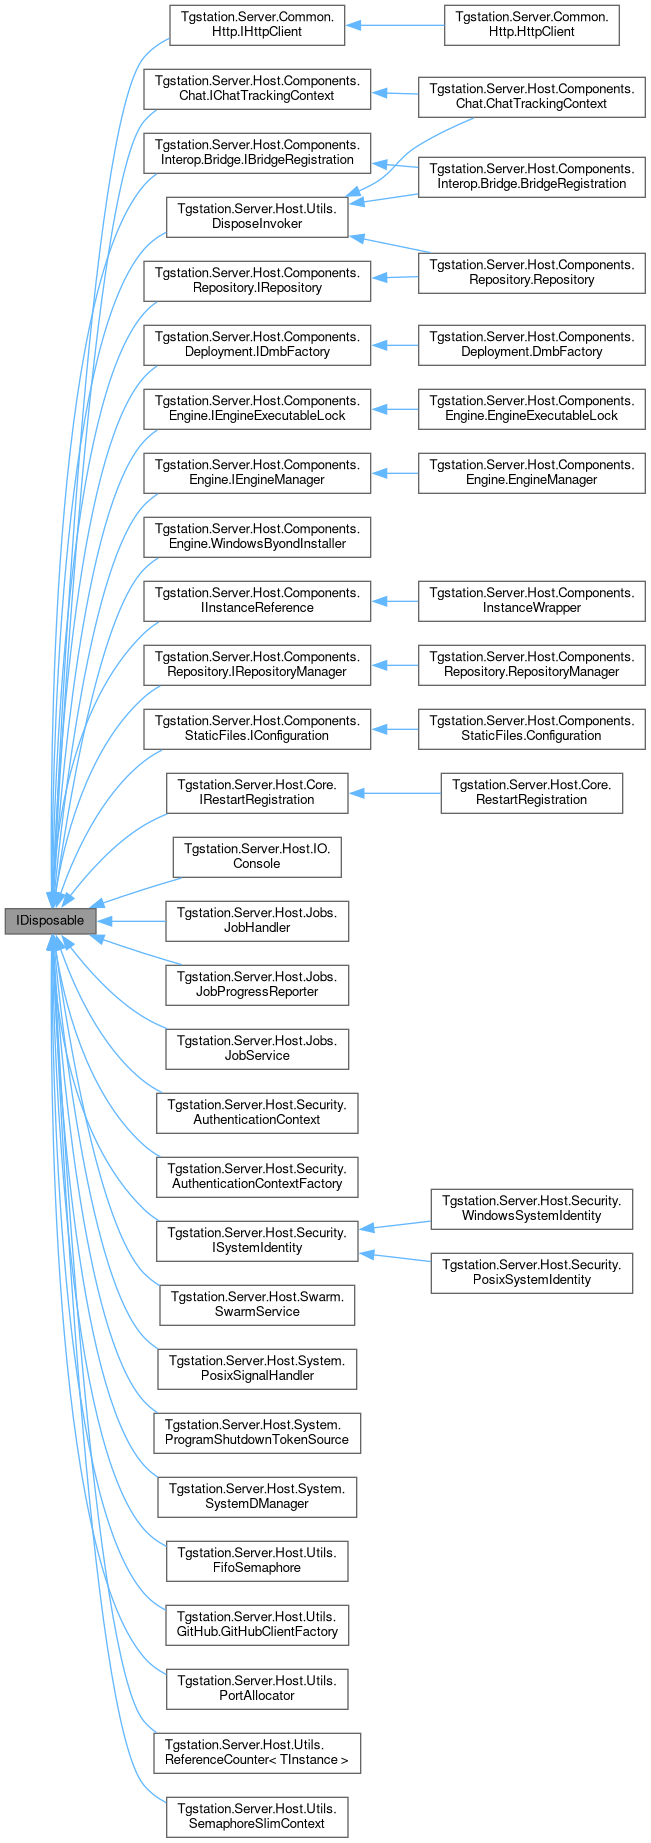 Tgstation.Server.Common.
Http.IHttpClient
Tgstation.Server.Common.
Http.HttpClient
Tgstation.Server.Host.Components.
Chat.IChatTrackingContext
Tgstation.Server.Host.Components.
Chat.ChatTrackingContext
Tgstation.Server.Host.Components.
Interop.Bridge.IBridgeRegistration
Tgstation.Server.Host.Components.
Interop.Bridge.BridgeRegistration
Tgstation.Server.Host.Utils.
DisposeInvoker
Tgstation.Server.Host.Components.
Repository.IRepository
Tgstation.Server.Host.Components.
Repository.Repository
Tgstation.Server.Host.Components.
Deployment.IDmbFactory
Tgstation.Server.Host.Components.
Deployment.DmbFactory
Tgstation.Server.Host.Components.
Engine.IEngineExecutableLock
Tgstation.Server.Host.Components.
Engine.EngineExecutableLock
Tgstation.Server.Host.Components.
Engine.IEngineManager
Tgstation.Server.Host.Components.
Engine.EngineManager
Tgstation.Server.Host.Components.
Engine.WindowsByondInstaller
Tgstation.Server.Host.Components.
IInstanceReference
Tgstation.Server.Host.Components.
InstanceWrapper
Tgstation.Server.Host.Components.
Repository.IRepositoryManager
Tgstation.Server.Host.Components.
Repository.RepositoryManager
Tgstation.Server.Host.Components.
StaticFiles.IConfiguration
Tgstation.Server.Host.Components.
StaticFiles.Configuration
Tgstation.Server.Host.Core.
IRestartRegistration
Tgstation.Server.Host.Core.
RestartRegistration
Tgstation.Server.Host.IO.
Console
IDisposable
Tgstation.Server.Host.Jobs.
JobHandler
Tgstation.Server.Host.Jobs.
JobProgressReporter
Tgstation.Server.Host.Jobs.
JobService
Tgstation.Server.Host.Security.
AuthenticationContext
Tgstation.Server.Host.Security.
AuthenticationContextFactory
Tgstation.Server.Host.Security.
ISystemIdentity
Tgstation.Server.Host.Security.
WindowsSystemIdentity
Tgstation.Server.Host.Security.
PosixSystemIdentity
Tgstation.Server.Host.Swarm.
SwarmService
Tgstation.Server.Host.System.
PosixSignalHandler
Tgstation.Server.Host.System.
ProgramShutdownTokenSource
Tgstation.Server.Host.System.
SystemDManager
Tgstation.Server.Host.Utils.
FifoSemaphore
Tgstation.Server.Host.Utils.
GitHub.GitHubClientFactory
Tgstation.Server.Host.Utils.
PortAllocator
Tgstation.Server.Host.Utils.
ReferenceCounter< TInstance >
Tgstation.Server.Host.Utils.
SemaphoreSlimContext